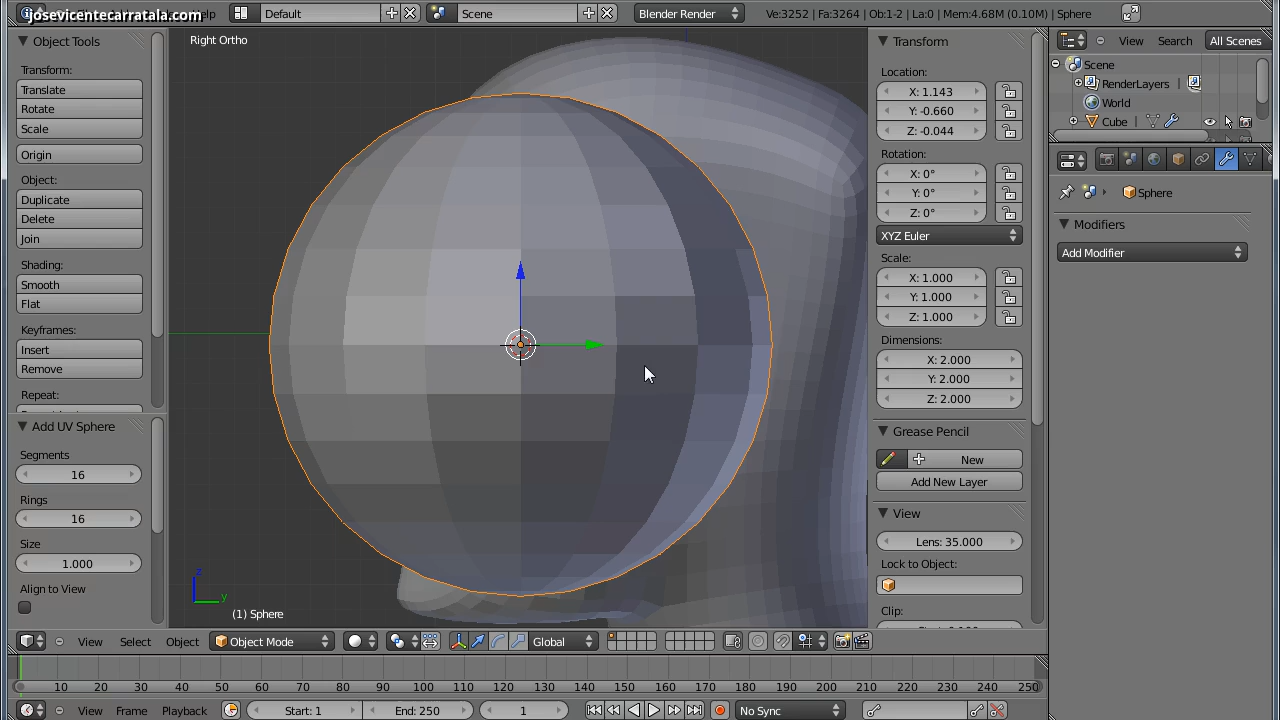 josevicentecarratala.com
Help
Default
Scene
Blender Render
Ve:3252 | Fa:3264 | Ob:1-2 | La:0 | Mem:4.68M (0.10M) | Sphere
Object Tools
Transform:
Translate
Rotate
Scale
Origin
Object:
Duplicate
Delete
Join
Shading:
Smooth
Flat
Keyframes:
Insert
Remove
Repeat:
Add UV Sphere
Segments
16
Rings
16
Size
1.000
Align to View
Right Ortho
z
y
(1) Sphere
Transform
Location:
X: 1.143
Y: -0.660
Z: -0.044
Rotation:
X: 0°
Y: 0°
Z: 0°
XYZ Euler
Scale:
X: 1.000
Y: 1.000
Z: 1.000
Dimensions:
X: 2.000
Y: 2.000
Z: 2.000
Grease Pencil
New
Add New Layer
View
Lens: 35.000
Lock to Object:
Clip:
View
Search
All Scenes
Scene
RenderLayers
World
Cube
Sphere
Modifiers
Add Modifier
View
Select
Object
Object Mode
Global
10 20 30 40 50 60 70 80 90 100 110 120 130 140 150 160 170 180 190 200 210 220 230 240 250
View
Frame
Playback
Start: 1
End: 250
1
No Sync